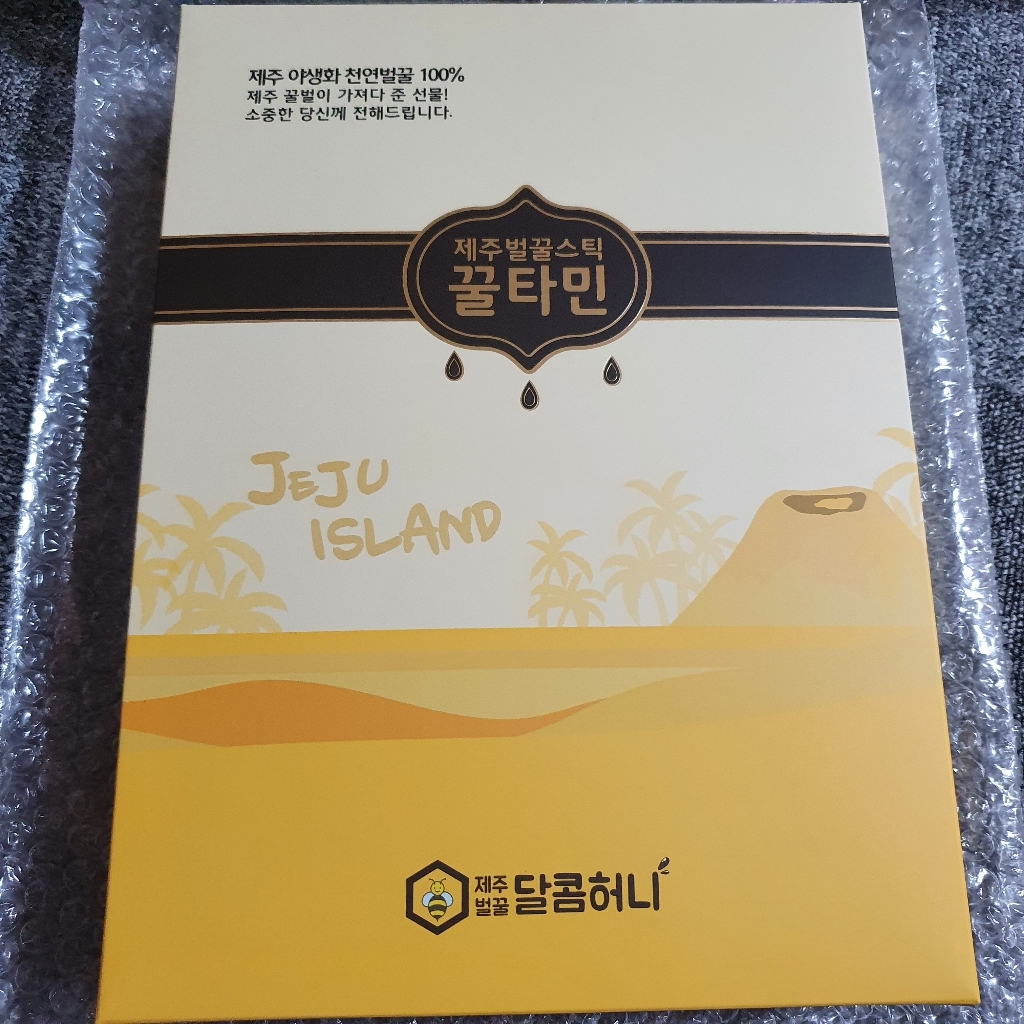 제주 야생화 천연벌꿀 100%
제주 꿀벌이 가져다 준 선물!
소중한 당신께 전해드립니다.
제주벌꿀스틱
꿀타민
JEJU
ISLAND
제주
벌꿀
달콤허니